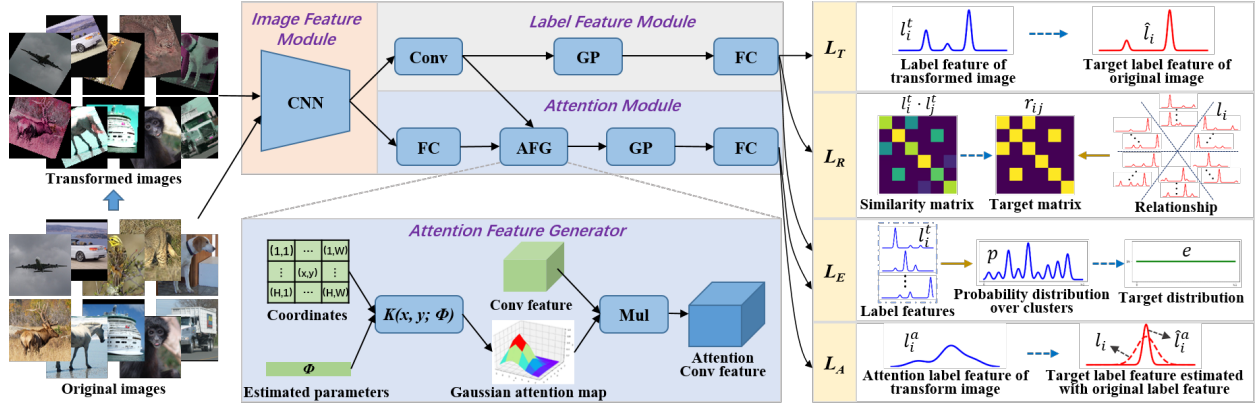 Transformed images
Original images
Image Feature
Module
CNN
Label Feature Module
Conv
GP
FC
Attention Module
FC
AFG
GP
FC
Attention Feature Generator
(1,1) ⋯ (1,W)
⋮ (x,y) ⋮
(H,1) ⋯ (H,W)
Coordinates
Φ
Estimated parameters
K(x, y; Φ)
Conv feature
Gaussian attention map
Mul
Attention
Conv feature
L_T
l_i^t
Label feature of
transformed image
l̂_i
Target label feature of
original image
L_R
l_i^t · l_j^t
Similarity matrix
r_ij
Target matrix
l_i
Relationship
L_E
l_i^t
Label features
p
Probability distribution
over clusters
e
Target distribution
L_A
l_i^a
Attention label feature of
transform image
l_i
l̂_i^a
Target label feature estimated
with original label feature